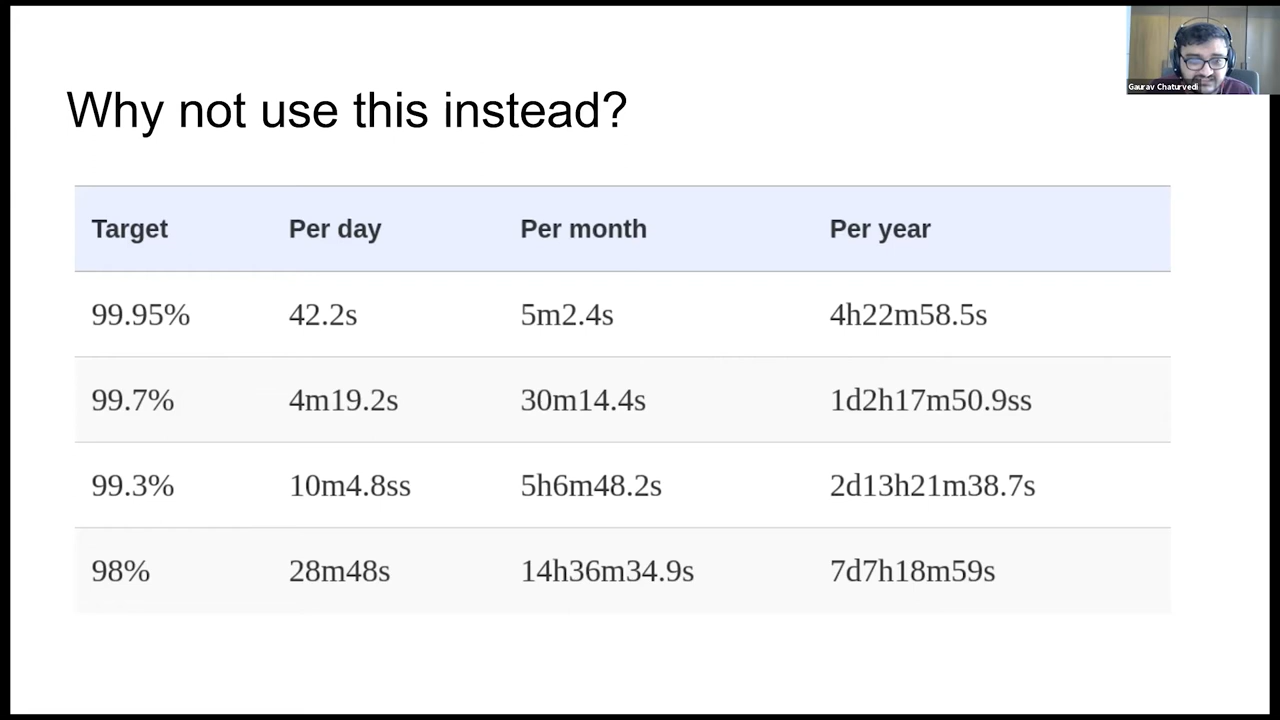 Gaurav Chaturvedi
Why not use this instead?
Target Per day Per month Per year
99.95% 42.2s 5m2.4s 4h22m58.5s
99.7% 4m19.2s 30m14.4s 1d2h17m50.9ss
99.3% 10m4.8ss 5h6m48.2s 2d13h21m38.7s
98% 28m48s 14h36m34.9s 7d7h18m59s